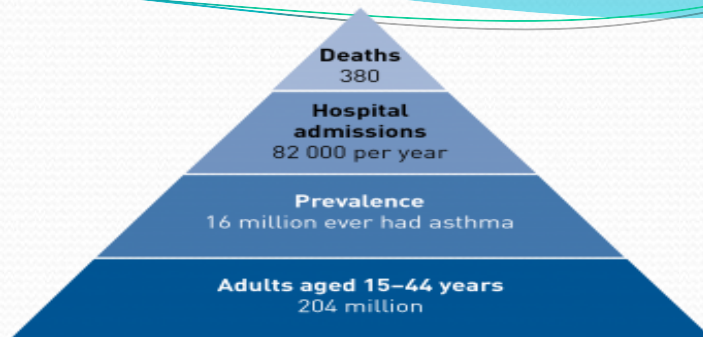 Deaths
380
Hospital
admissions
82 000 per year
Prevalence
16 million ever had asthma
Adults aged 15–44 years
204 million